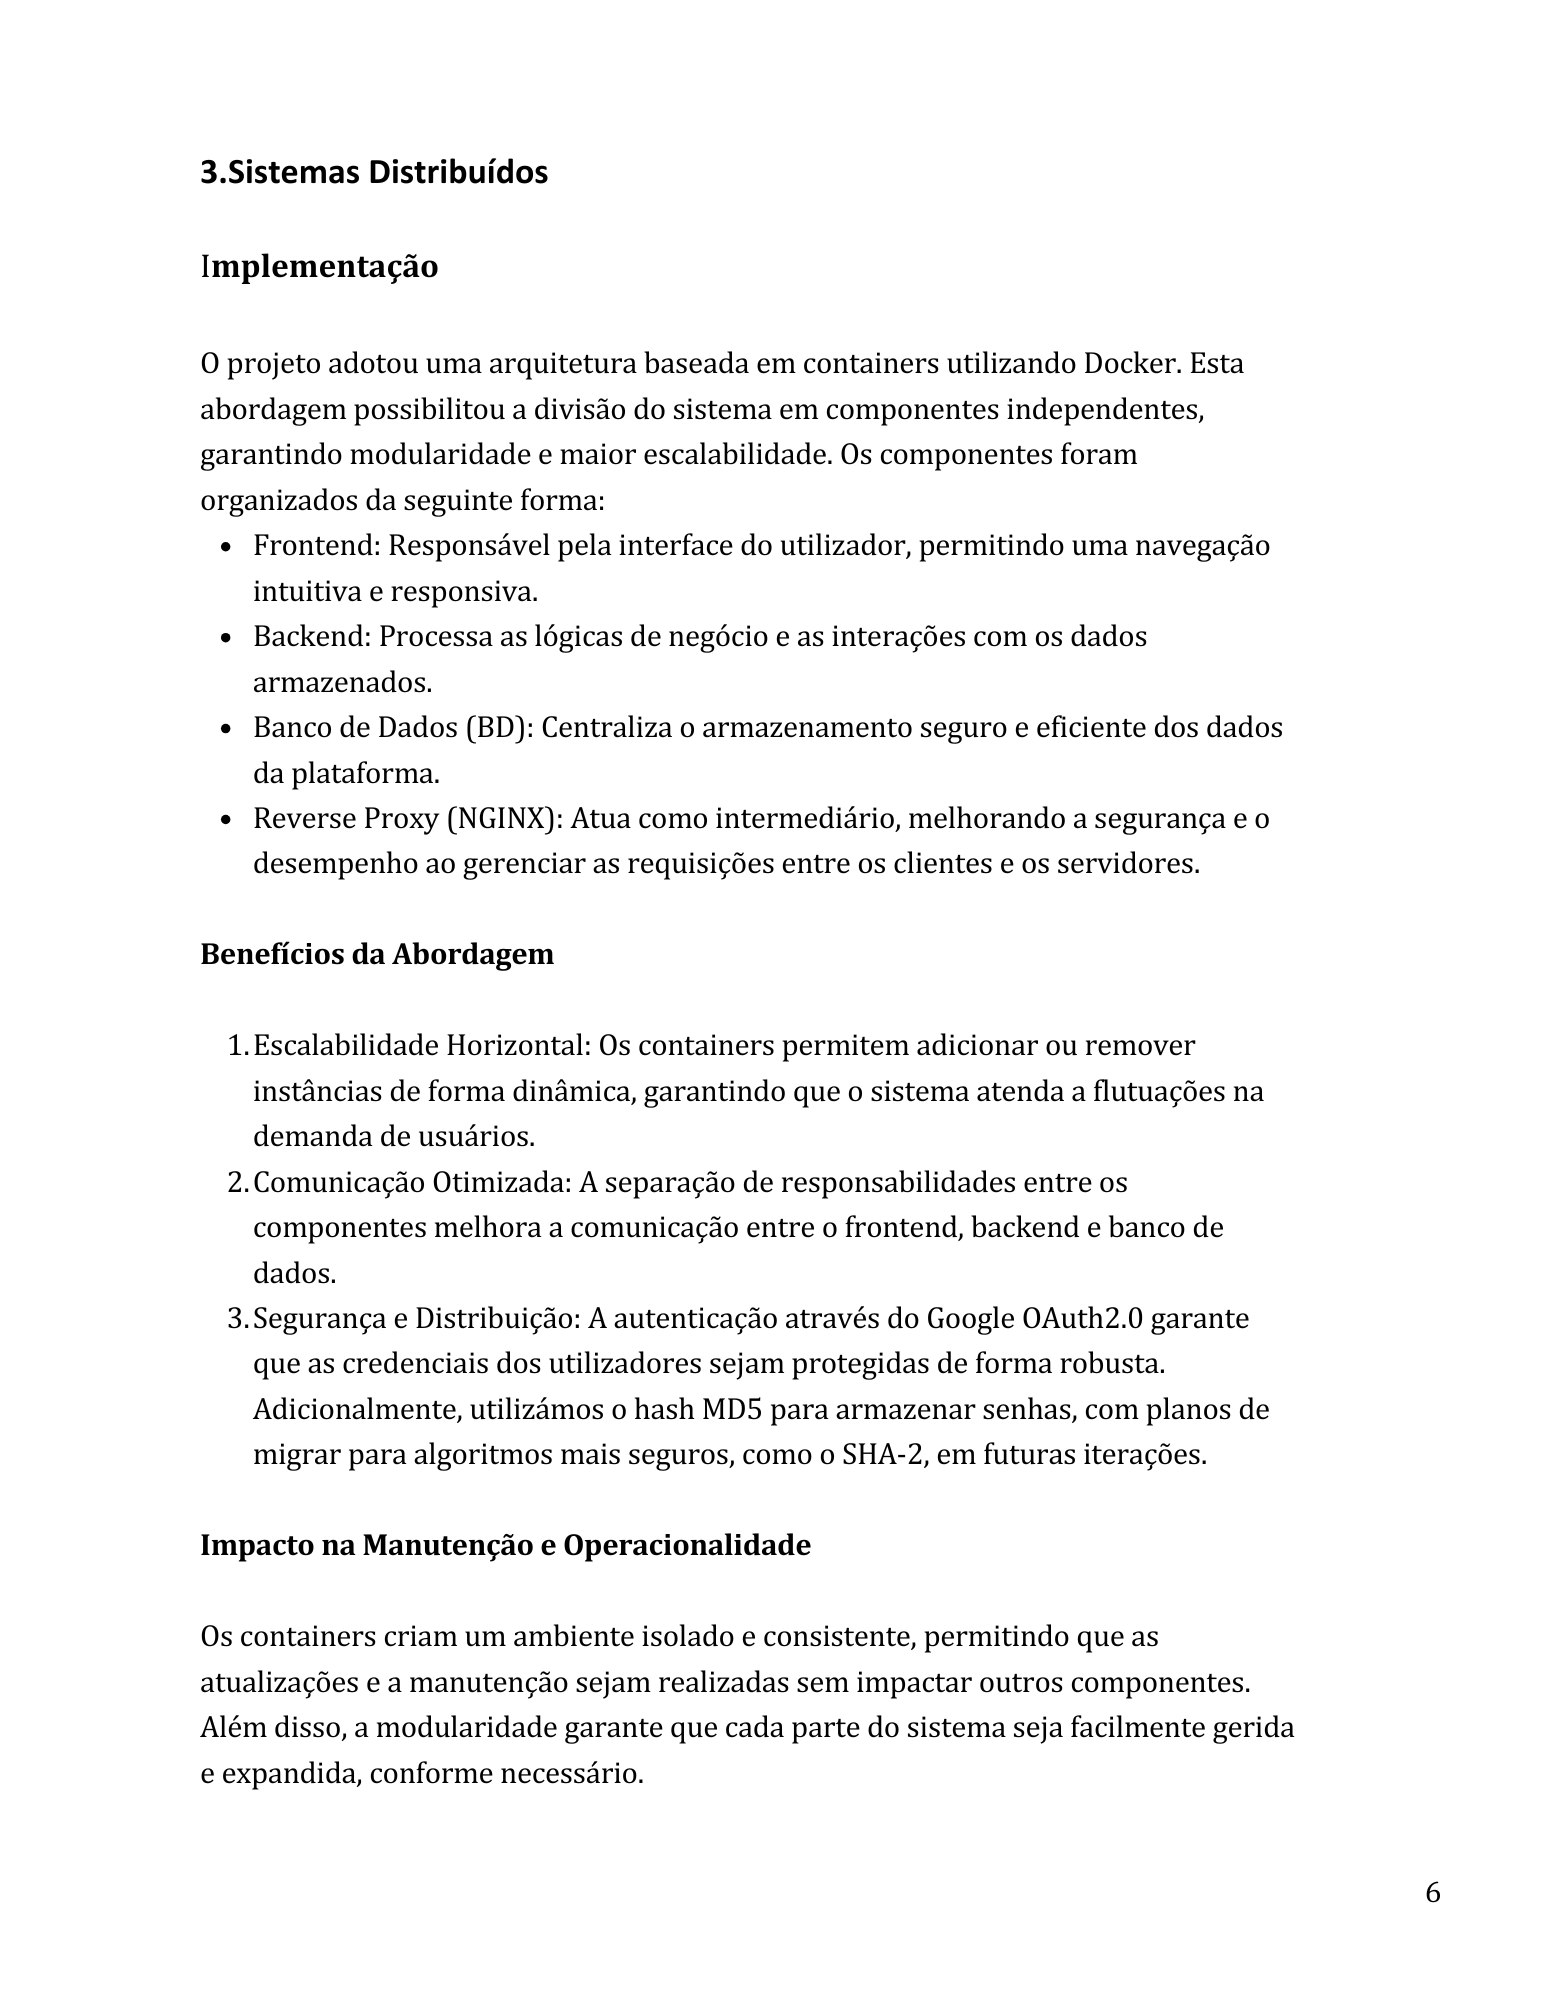 3.Sistemas Distribuídos
Implementação
O projeto adotou uma arquitetura baseada em containers utilizando Docker. Esta
abordagem possibilitou a divisão do sistema em componentes independentes,
garantindo modularidade e maior escalabilidade. Os componentes foram
organizados da seguinte forma:
• Frontend: Responsável pela interface do utilizador, permitindo uma navegação
intuitiva e responsiva.
• Backend: Processa as lógicas de negócio e as interações com os dados
armazenados.
• Banco de Dados (BD): Centraliza o armazenamento seguro e eficiente dos dados
da plataforma.
• Reverse Proxy (NGINX): Atua como intermediário, melhorando a segurança e o
desempenho ao gerenciar as requisições entre os clientes e os servidores.
Benefícios da Abordagem
1. Escalabilidade Horizontal: Os containers permitem adicionar ou remover
instâncias de forma dinâmica, garantindo que o sistema atenda a flutuações na
demanda de usuários.
2. Comunicação Otimizada: A separação de responsabilidades entre os
componentes melhora a comunicação entre o frontend, backend e banco de
dados.
3. Segurança e Distribuição: A autenticação através do Google OAuth2.0 garante
que as credenciais dos utilizadores sejam protegidas de forma robusta.
Adicionalmente, utilizámos o hash MD5 para armazenar senhas, com planos de
migrar para algoritmos mais seguros, como o SHA-2, em futuras iterações.
Impacto na Manutenção e Operacionalidade
Os containers criam um ambiente isolado e consistente, permitindo que as
atualizações e a manutenção sejam realizadas sem impactar outros componentes.
Além disso, a modularidade garante que cada parte do sistema seja facilmente gerida
e expandida, conforme necessário.
6